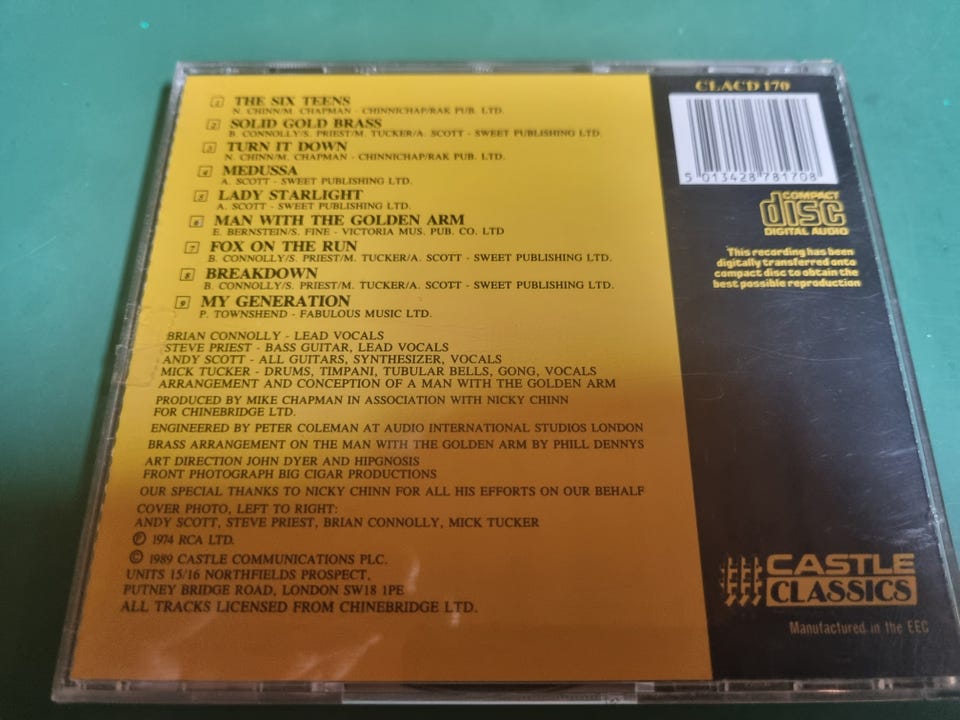 1 THE SIX TEENS
N. CHINN/M. CHAPMAN - CHINNICHAP/RAK PUB. LTD.
2 SOLID GOLD BRASS
B. CONNOLLY/S. PRIEST/M. TUCKER/A. SCOTT - SWEET PUBLISHING LTD.
3 TURN IT DOWN
N. CHINN/M. CHAPMAN - CHINNICHAP/RAK PUB. LTD.
4 MEDUSSA
A. SCOTT - SWEET PUBLISHING LTD.
5 LADY STARLIGHT
A. SCOTT - SWEET PUBLISHING LTD.
6 MAN WITH THE GOLDEN ARM
E. BERNSTEIN/S. FINE - VICTORIA MUS. PUB. CO. LTD
7 FOX ON THE RUN
B. CONNOLLY/S. PRIEST/M. TUCKER/A. SCOTT - SWEET PUBLISHING LTD.
8 BREAKDOWN
B. CONNOLLY/S. PRIEST/M. TUCKER/A. SCOTT - SWEET PUBLISHING LTD.
9 MY GENERATION
P. TOWNSHEND - FABULOUS MUSIC LTD.
BRIAN CONNOLLY - LEAD VOCALS
STEVE PRIEST - BASS GUITAR, LEAD VOCALS
ANDY SCOTT - ALL GUITARS, SYNTHESIZER, VOCALS
MICK TUCKER - DRUMS, TIMPANI, TUBULAR BELLS, GONG, VOCALS
ARRANGEMENT AND CONCEPTION OF A MAN WITH THE GOLDEN ARM
PRODUCED BY MIKE CHAPMAN IN ASSOCIATION WITH NICKY CHINN
FOR CHINEBRIDGE LTD.
ENGINEERED BY PETER COLEMAN AT AUDIO INTERNATIONAL STUDIOS LONDON
BRASS ARRANGEMENT ON THE MAN WITH THE GOLDEN ARM BY PHILL DENNYS
ART DIRECTION JOHN DYER AND HIPGNOSIS
FRONT PHOTOGRAPH BIG CIGAR PRODUCTIONS
OUR SPECIAL THANKS TO NICKY CHINN FOR ALL HIS EFFORTS ON OUR BEHALF
COVER PHOTO, LEFT TO RIGHT:
ANDY SCOTT, STEVE PRIEST, BRIAN CONNOLLY, MICK TUCKER
℗ 1974 RCA LTD.
© 1989 CASTLE COMMUNICATIONS PLC.
UNITS 15/16 NORTHFIELDS PROSPECT,
PUTNEY BRIDGE ROAD, LONDON SW18 1PE
ALL TRACKS LICENSED FROM CHINEBRIDGE LTD.
CLACD 170
5 013428 781708
COMPACT
disc
DIGITAL AUDIO
This recording has been
digitally transferred onto
compact disc to obtain the
best possible reproduction
CASTLE
CLASSICS
Manufactured in the EEC